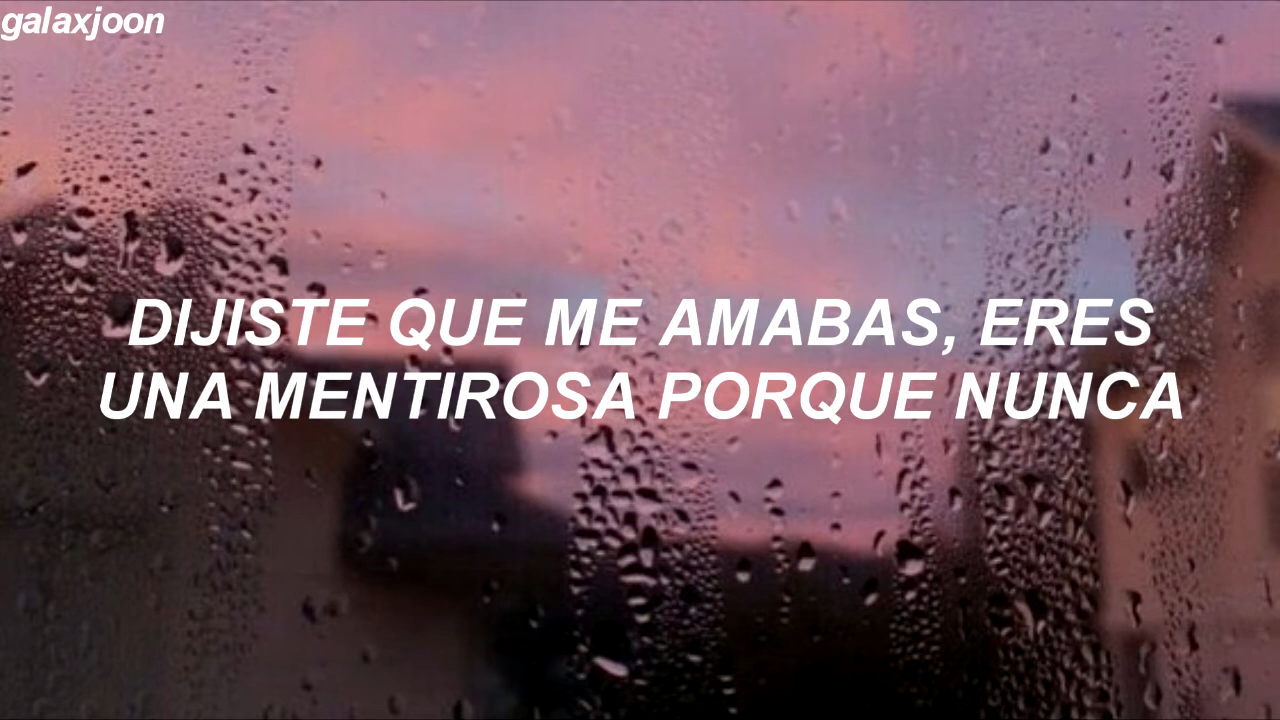 galaxjoon
DIJISTE QUE ME AMABAS, ERES
UNA MENTIROSA PORQUE NUNCA